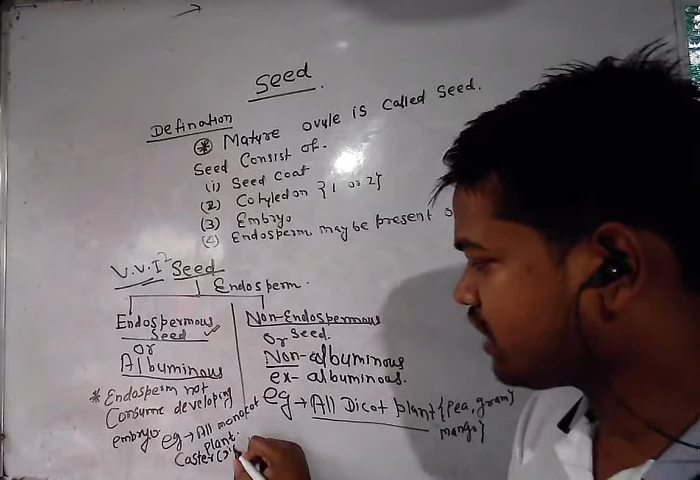 Seed
Defination
* Mature ovule is called seed.
Seed Consist of.
(1) Seed coat
(2) Cotyledon {1 or 2}
(3) Embryo
(4) Endosperm may be present
V.V.I Seed
Endosperm.
Endospermous
Seed
or
Albuminous
* Endosperm not
Consume developing
embryo
eg → All monocot
plant.
Caster
Non-Endospermous
or Seed.
Non-albuminous
ex-albuminous.
eg → All Dicot plant {Pea, gram}
mango}